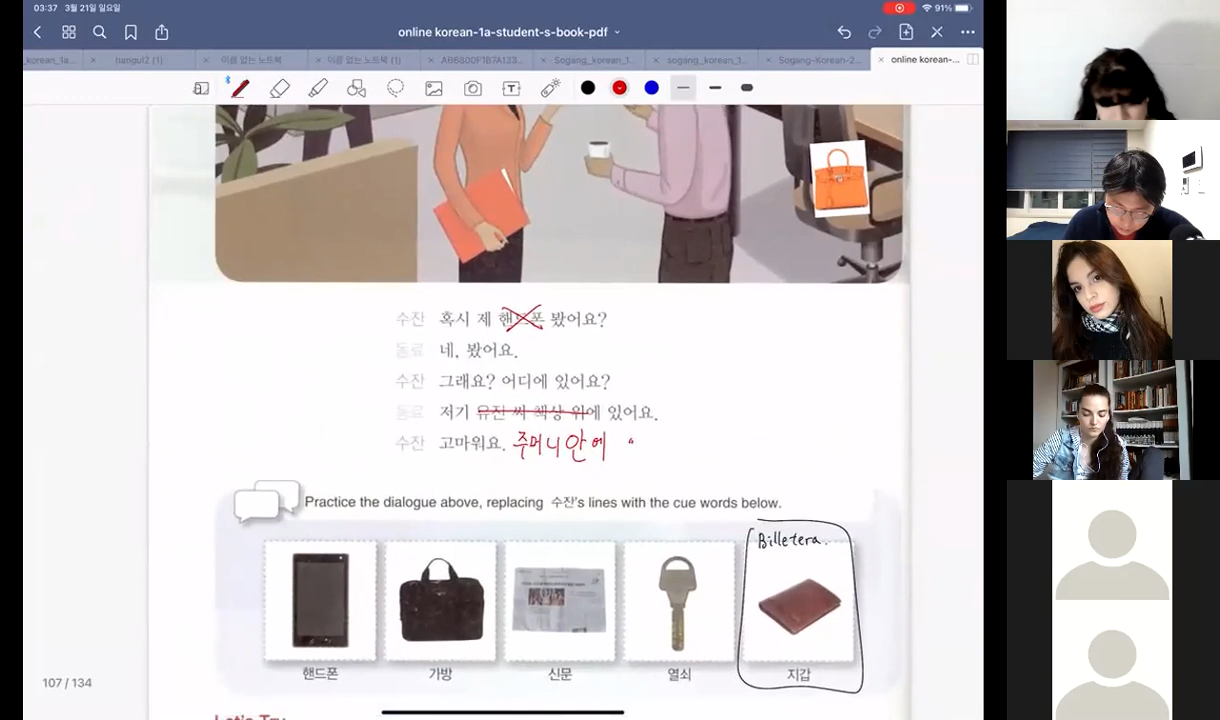 03:37 3월 21일 일요일
91%
online korean-1a-student-s-book-pdf
_korean_1a...
hangul2 (1)
이름 없는 노트북
이름 없는 노트북 (1)
A66800F1B7A133...
Sogang_korean_1...
sogang_korean_1...
Sogang-Korean-2...
online korean-...
수잔 혹시 제 핸드폰 봤어요?
동료 네, 봤어요.
수잔 그래요? 어디에 있어요?
동료 저기 유진 씨 책상 위에 있어요.
수잔 고마워요. 주머니 안에 "
Practice the dialogue above, replacing 수잔's lines with the cue words below.
Billetera.
핸드폰 가방 신문 열쇠 지갑
107 / 134
Let's Try